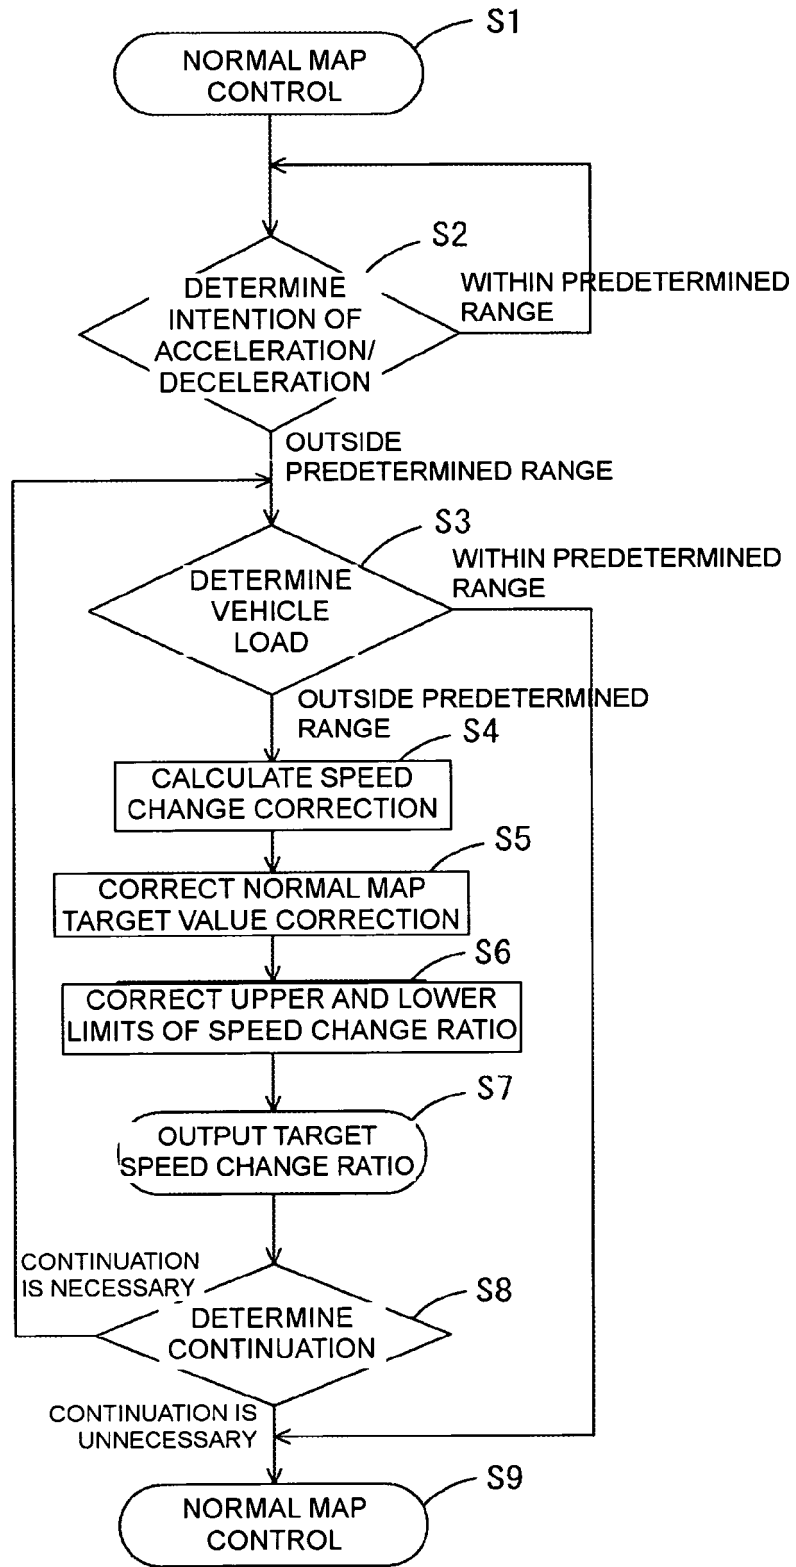 S1
NORMAL MAP
CONTROL
S2
DETERMINE
INTENTION OF
ACCELERATION/
DECELERATION
WITHIN PREDETERMINED
RANGE
OUTSIDE
PREDETERMINED RANGE
S3
DETERMINE
VEHICLE
LOAD
WITHIN PREDETERMINED
RANGE
OUTSIDE PREDETERMINED
RANGE
S4
CALCULATE SPEED
CHANGE CORRECTION
S5
CORRECT NORMAL MAP
TARGET VALUE CORRECTION
S6
CORRECT UPPER AND LOWER
LIMITS OF SPEED CHANGE RATIO
S7
OUTPUT TARGET
SPEED CHANGE RATIO
CONTINUATION
IS NECESSARY
S8
DETERMINE
CONTINUATION
CONTINUATION IS
UNNECESSARY
S9
NORMAL MAP
CONTROL